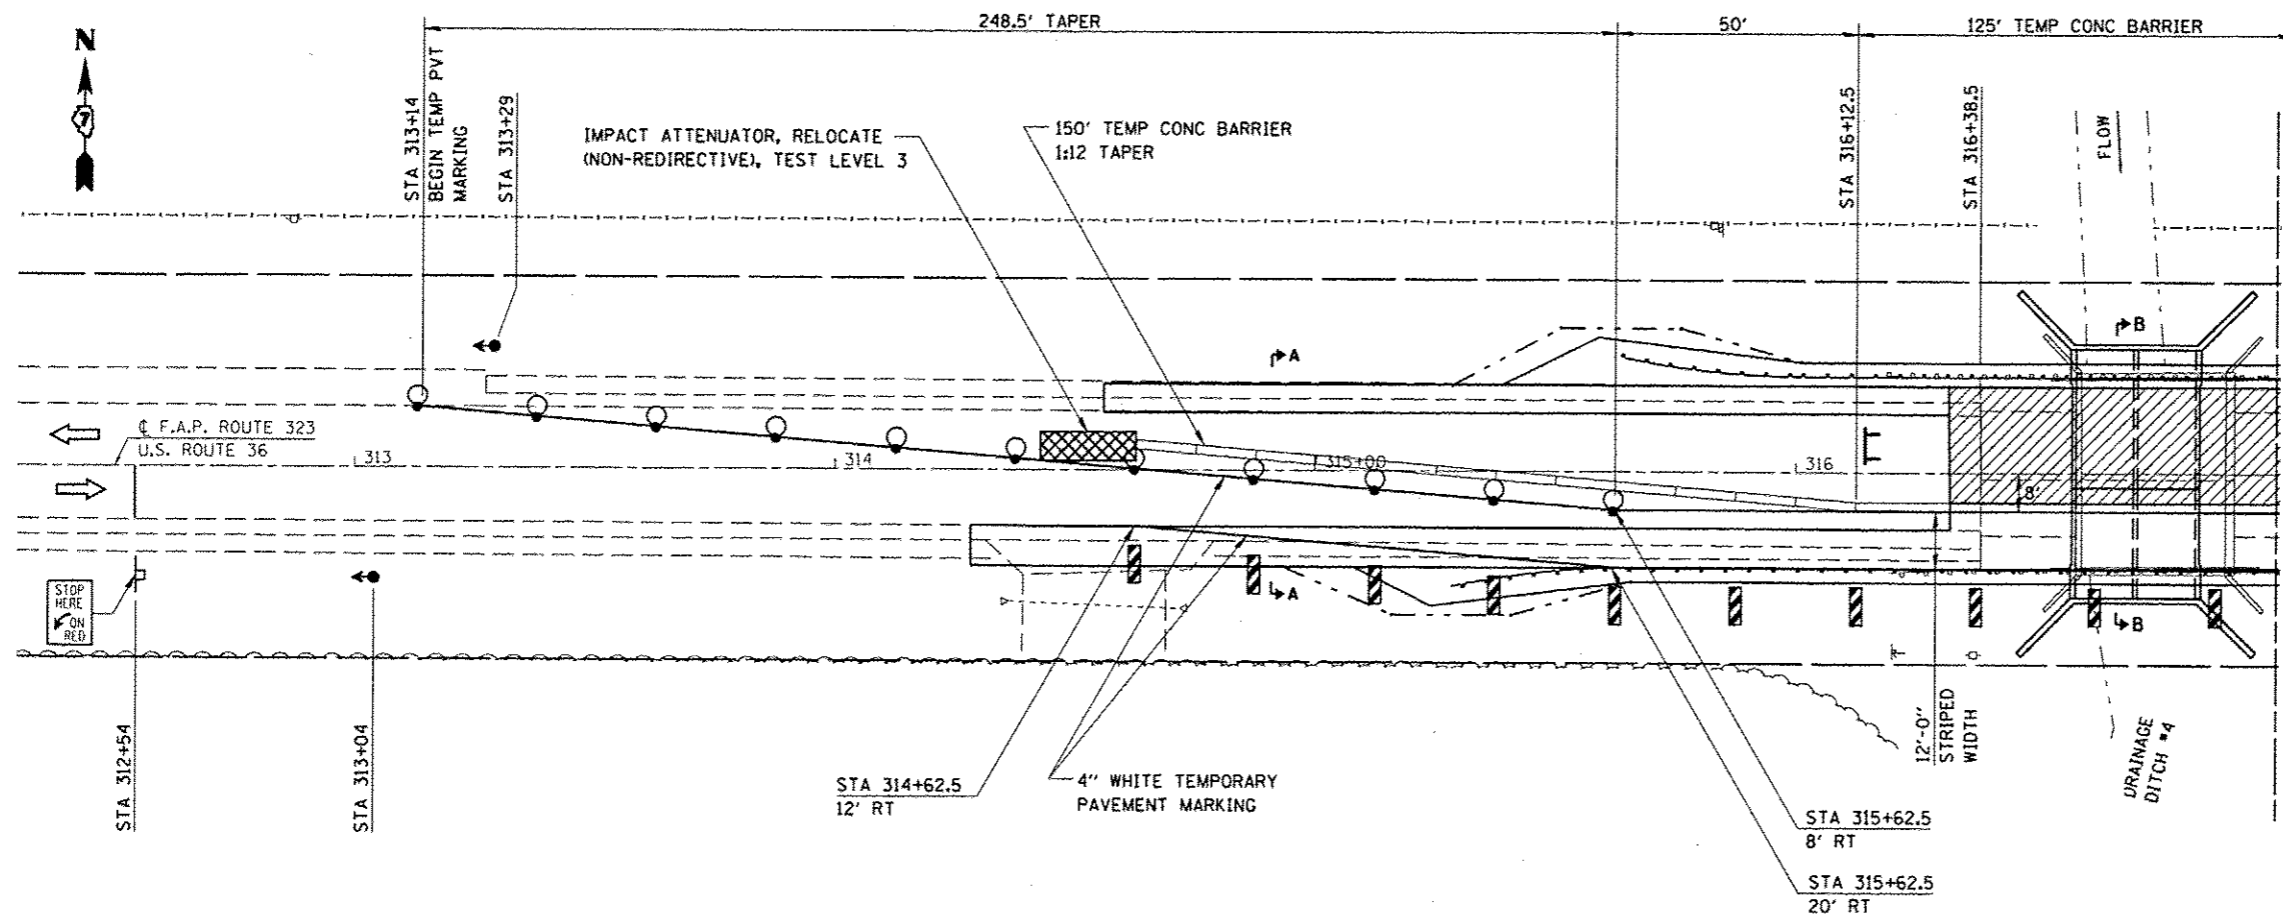 248.5' TAPER
50'
125' TEMP CONC BARRIER
N
7
STA 313+14
BEGIN TEMP PVT
MARKING
STA 313+29
IMPACT ATTENUATOR, RELOCATE
(NON-REDIRECTIVE), TEST LEVEL 3
150' TEMP CONC BARRIER
1:12 TAPER
STA 316+12.5
STA 316+38.5
FLOW
A
B
℄ F.A.P. ROUTE 323
U.S. ROUTE 36
313
314
315+00
316
8'
STOP
HERE
ON
RED
A
B
STA 312+54
STA 313+04
STA 314+62.5
12' RT
4" WHITE TEMPORARY
PAVEMENT MARKING
12'-0"
STRIPED
WIDTH
DRAINAGE
DITCH #4
STA 315+62.5
8' RT
STA 315+62.5
20' RT